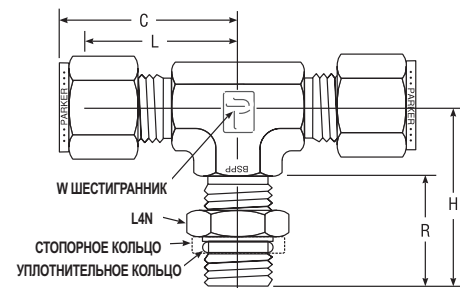 C
L
PARKER
PARKER
W ШЕСТИГРАННИК
BSPP
L4N
СТОПОРНОЕ КОЛЬЦО
УПЛОТНИТЕЛЬНОЕ КОЛЬЦО
R
H